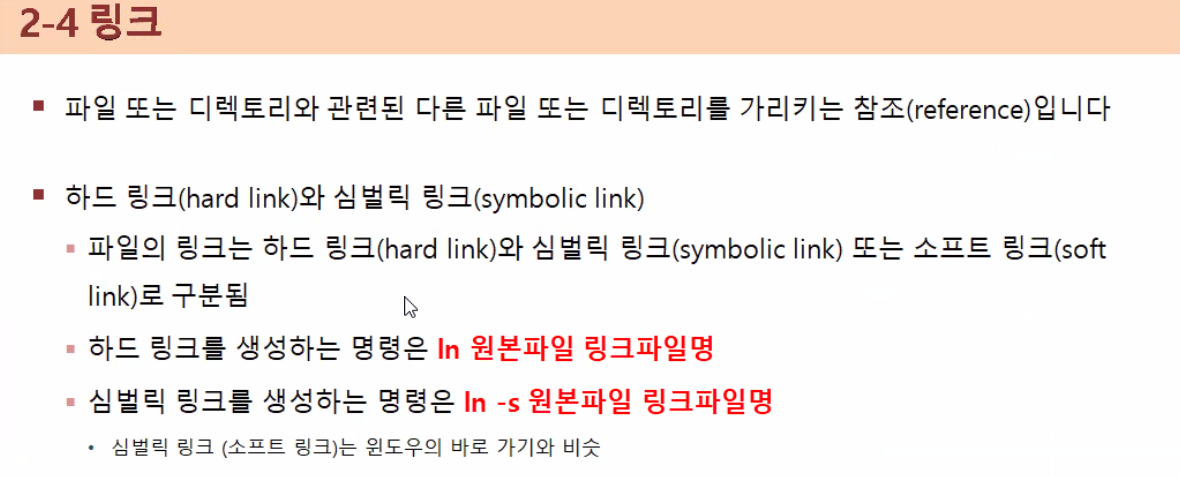 2-4 링크
파일 또는 디렉토리와 관련된 다른 파일 또는 디렉토리를 가리키는 참조(reference)입니다
하드 링크(hard link)와 심벌릭 링크(symbolic link)
파일의 링크는 하드 링크(hard link)와 심벌릭 링크(symbolic link) 또는 소프트 링크(soft
link)로 구분됨
하드 링크를 생성하는 명령은 ln 원본파일 링크파일명
심벌릭 링크를 생성하는 명령은 ln -s 원본파일 링크파일명
심벌릭 링크 (소프트 링크)는 윈도우의 바로 가기와 비슷